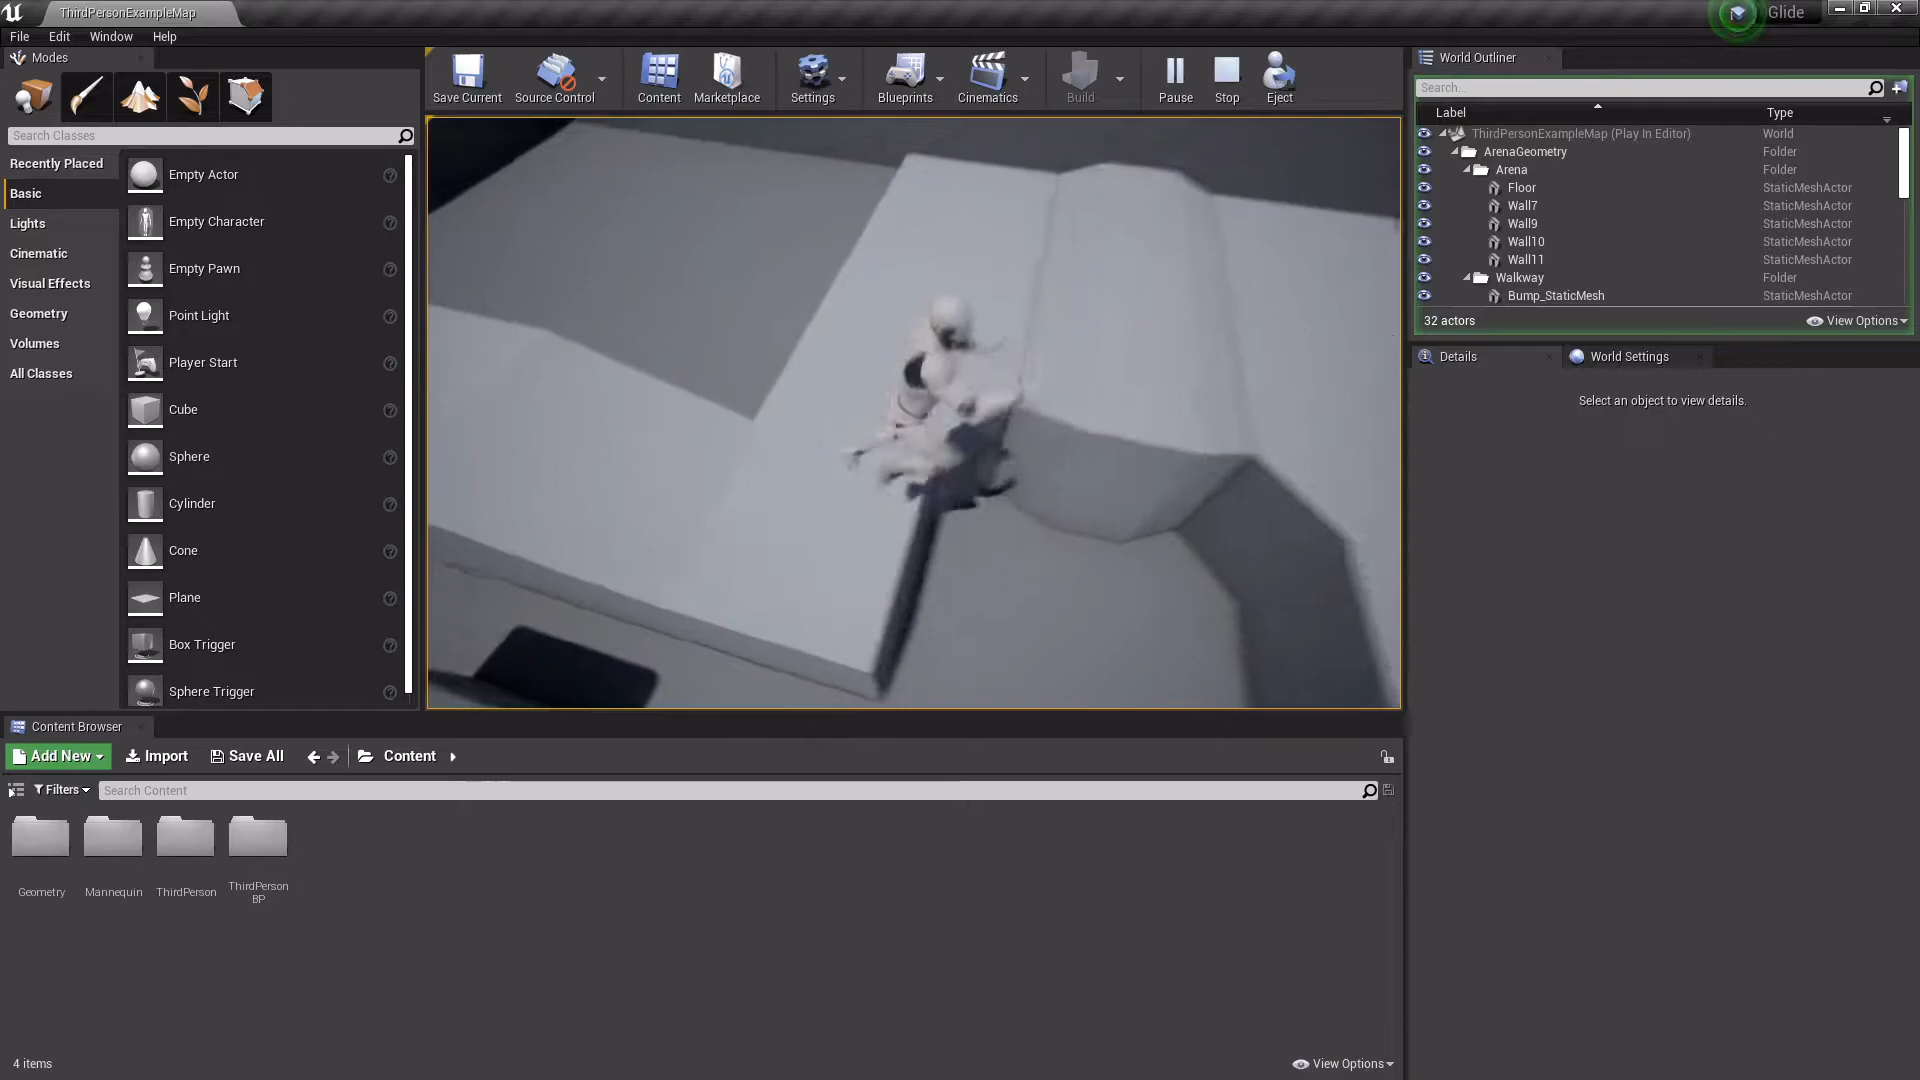 ThirdPersonExampleMap
Glide
File Edit Window Help
Modes
Search Classes
Recently Placed
Basic
Lights
Cinematic
Visual Effects
Geometry
Volumes
All Classes
Empty Actor
Empty Character
Empty Pawn
Point Light
Player Start
Cube
Sphere
Cylinder
Cone
Plane
Box Trigger
Sphere Trigger
Save Current Source Control Content Marketplace Settings Blueprints Cinematics Build Pause Stop Eject
World Outliner
Search...
Label Type
ThirdPersonExampleMap (Play In Editor) World
ArenaGeometry Folder
Arena Folder
Floor StaticMeshActor
Wall7 StaticMeshActor
Wall9 StaticMeshActor
Wall10 StaticMeshActor
Wall11 StaticMeshActor
Walkway Folder
Bump_StaticMesh StaticMeshActor
32 actors View Options
Details World Settings
Select an object to view details.
Content Browser
Add New Import Save All Content
Filters Search Content
Geometry
Mannequin
ThirdPerson
ThirdPerson
BP
4 items View Options